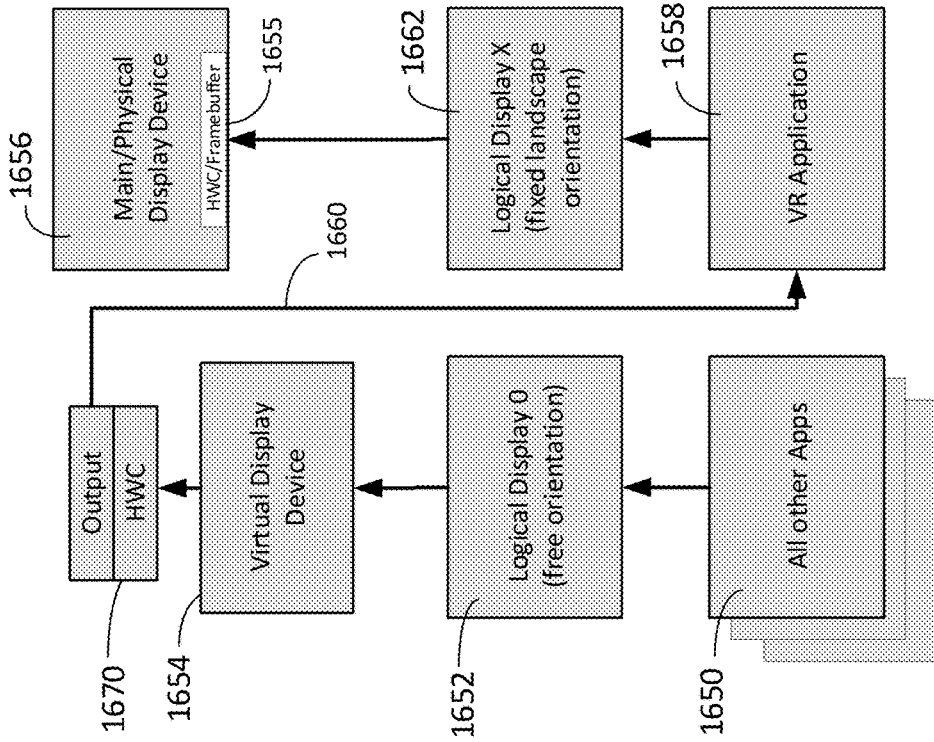 1656
Main/Physical
Display Device
HWC/Framebuffer
1655
1662
Logical Display X
(fixed landscape
orientation)
1658
VR Application
1660
Output
HWC
1670
Virtual Display
Device
1654
Logical Display 0
(free orientation)
1652
All other Apps
1650